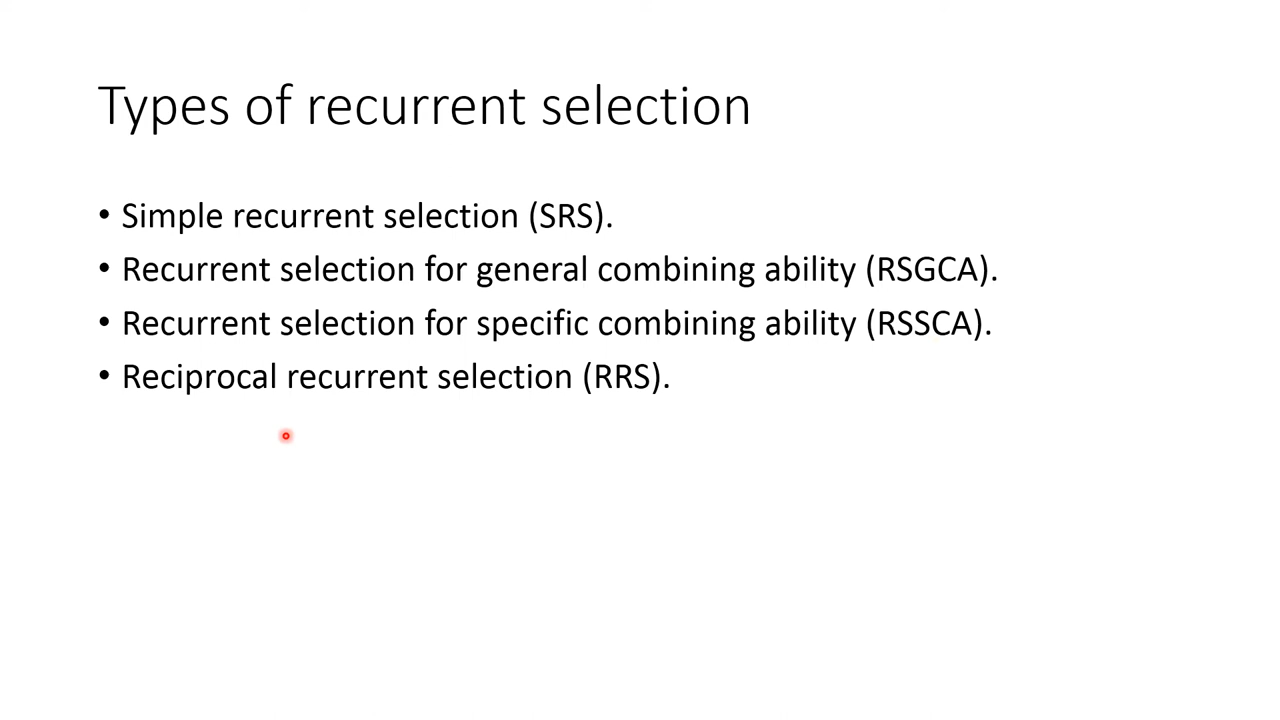 Types of recurrent selection
• Simple recurrent selection (SRS).
• Recurrent selection for general combining ability (RSGCA).
• Recurrent selection for specific combining ability (RSSCA).
• Reciprocal recurrent selection (RRS).